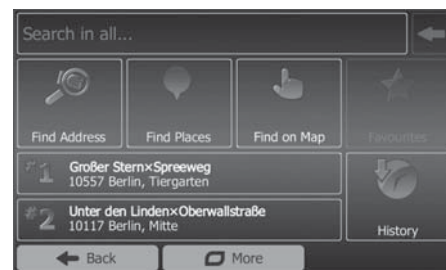 Search in all...
Find Address
Find Places
Find on Map
Favourites
#1 Großer Stern×Spreeweg
10557 Berlin, Tiergarten
#2 Unter den Linden×Oberwallstraße
10117 Berlin, Mitte
History
Back
More